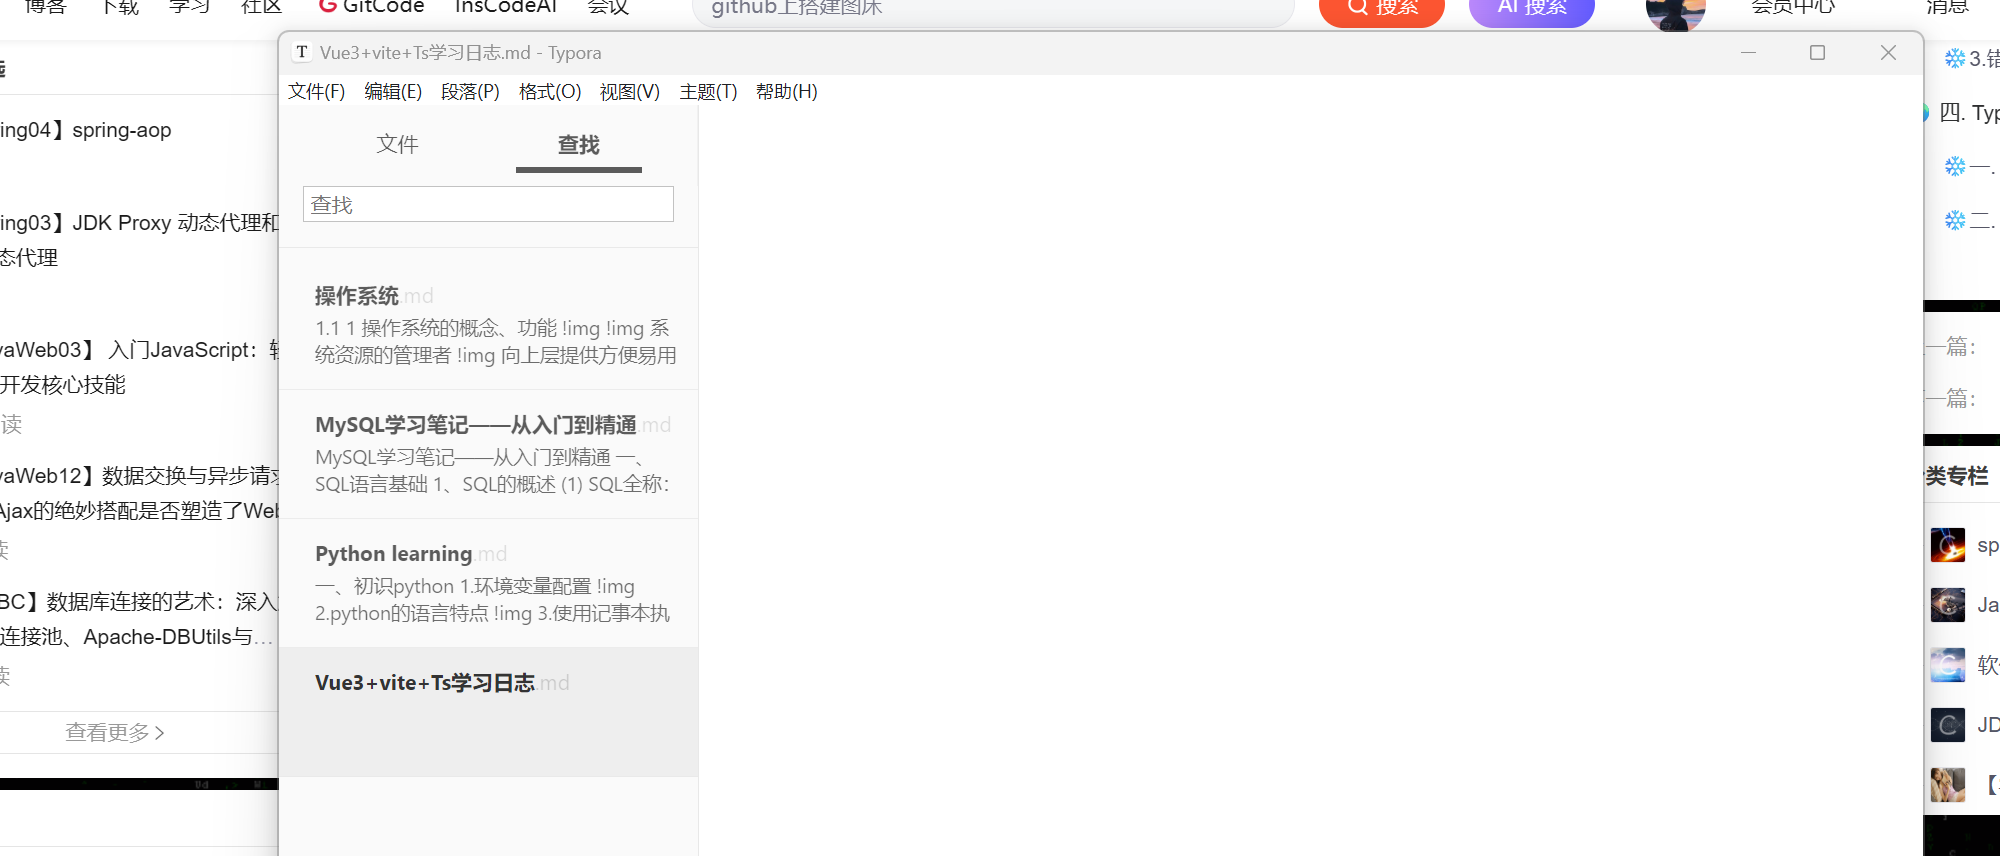 博客 下载 学习 社区 GitCode InsCodeAI 会议 github上搭建图床 搜索 AI 搜索 会员中心 消息
Vue3+vite+Ts学习日志.md - Typora
文件(F) 编辑(E) 段落(P) 格式(O) 视图(V) 主题(T) 帮助(H)
文件 查找
查找
操作系统.md
1.1 1 操作系统的概念、功能 !img !img 系
统资源的管理者 !img 向上层提供方便易用
MySQL学习笔记——从入门到精通.md
MySQL学习笔记——从入门到精通 一、
SQL语言基础 1、SQL的概述 (1) SQL全称：
Python learning.md
一、初识python 1.环境变量配置 !img
2.python的语言特点 !img 3.使用记事本执
Vue3+vite+Ts学习日志.md
ing04】spring-aop
ing03】JDK Proxy 动态代理和
态代理
vaWeb03】 入门JavaScript：
开发核心技能
读
vaWeb12】数据交换与异步请求
Ajax的绝妙搭配是否塑造了Web
读
BC】数据库连接的艺术：深入
连接池、Apache-DBUtils与…
读
查看更多
3.错
四. Typ
一.
二.
一篇：
一篇：
类专栏
sp
Ja
软
JD
【